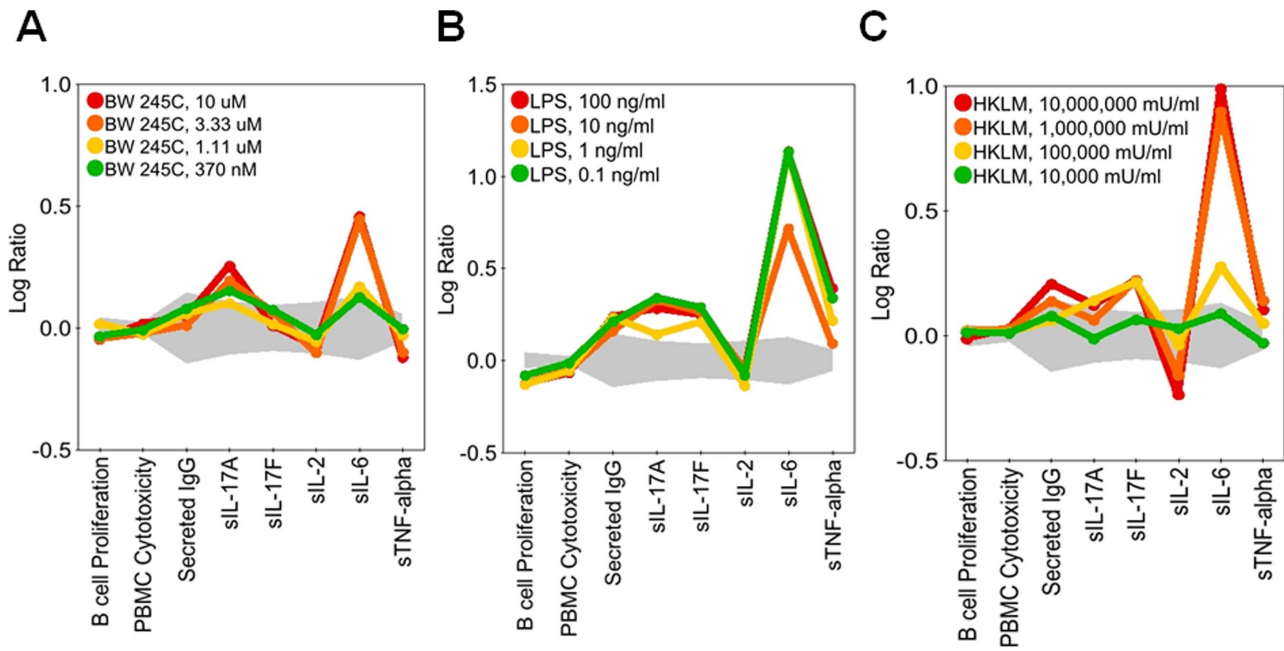 A
Log Ratio
1.0
0.5
0.0
-0.5
BW 245C, 10 uM
BW 245C, 3.33 uM
BW 245C, 1.11 uM
BW 245C, 370 nM
B cell Proliferation
PBMC Cytotoxicity
Secreted IgG
sIL-17A
sIL-17F
sIL-2
sIL-6
sTNF-alpha
B
Log Ratio
1.5
1.0
0.5
0.0
-0.5
LPS, 100 ng/ml
LPS, 10 ng/ml
LPS, 1 ng/ml
LPS, 0.1 ng/ml
B cell Proliferation
PBMC Cytotoxicity
Secreted IgG
sIL-17A
sIL-17F
sIL-2
sIL-6
sTNF-alpha
C
Log Ratio
1.0
0.5
0.0
-0.5
HKLM, 10,000,000 mU/ml
HKLM, 1,000,000 mU/ml
HKLM, 100,000 mU/ml
HKLM, 10,000 mU/ml
B cell Proliferation
PBMC Cytotoxicity
Secreted IgG
sIL-17A
sIL-17F
sIL-2
sIL-6
sTNF-alpha